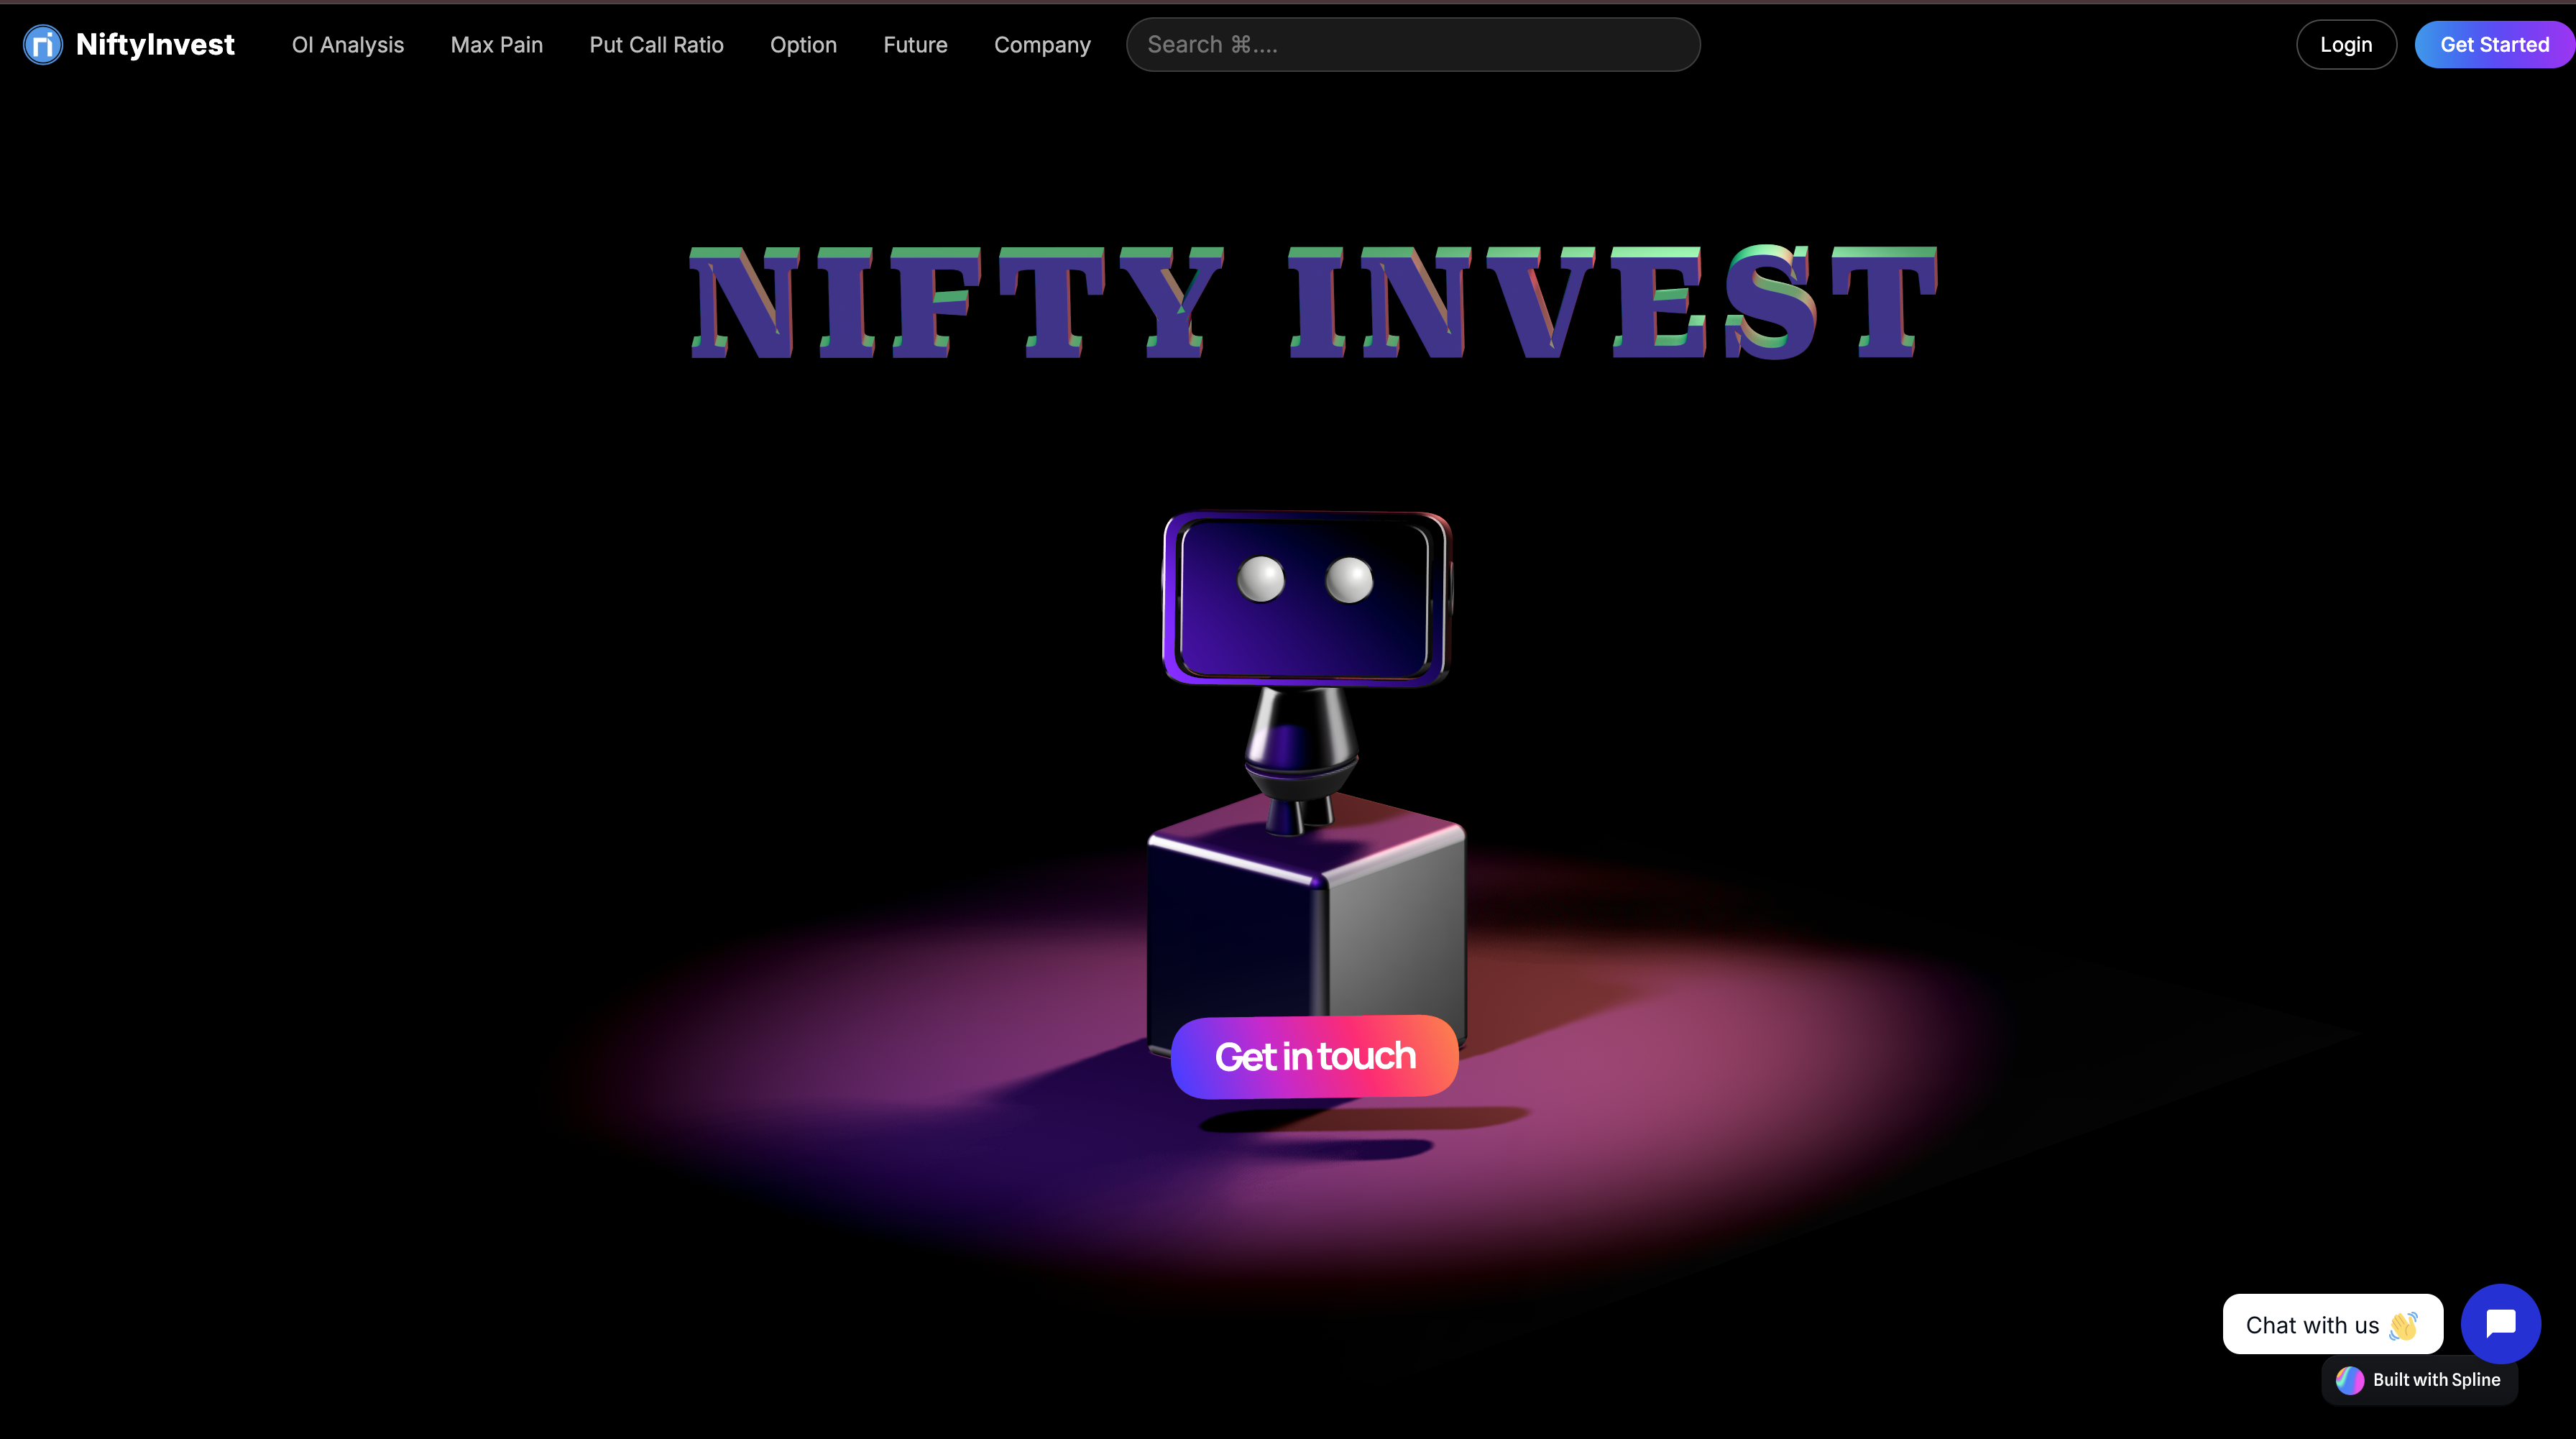 NiftyInvest OI Analysis Max Pain Put Call Ratio Option Future Company Search ⌘.... Login Get Started
NIFTY INVEST
Get in touch
Chat with us 👋
Built with Spline